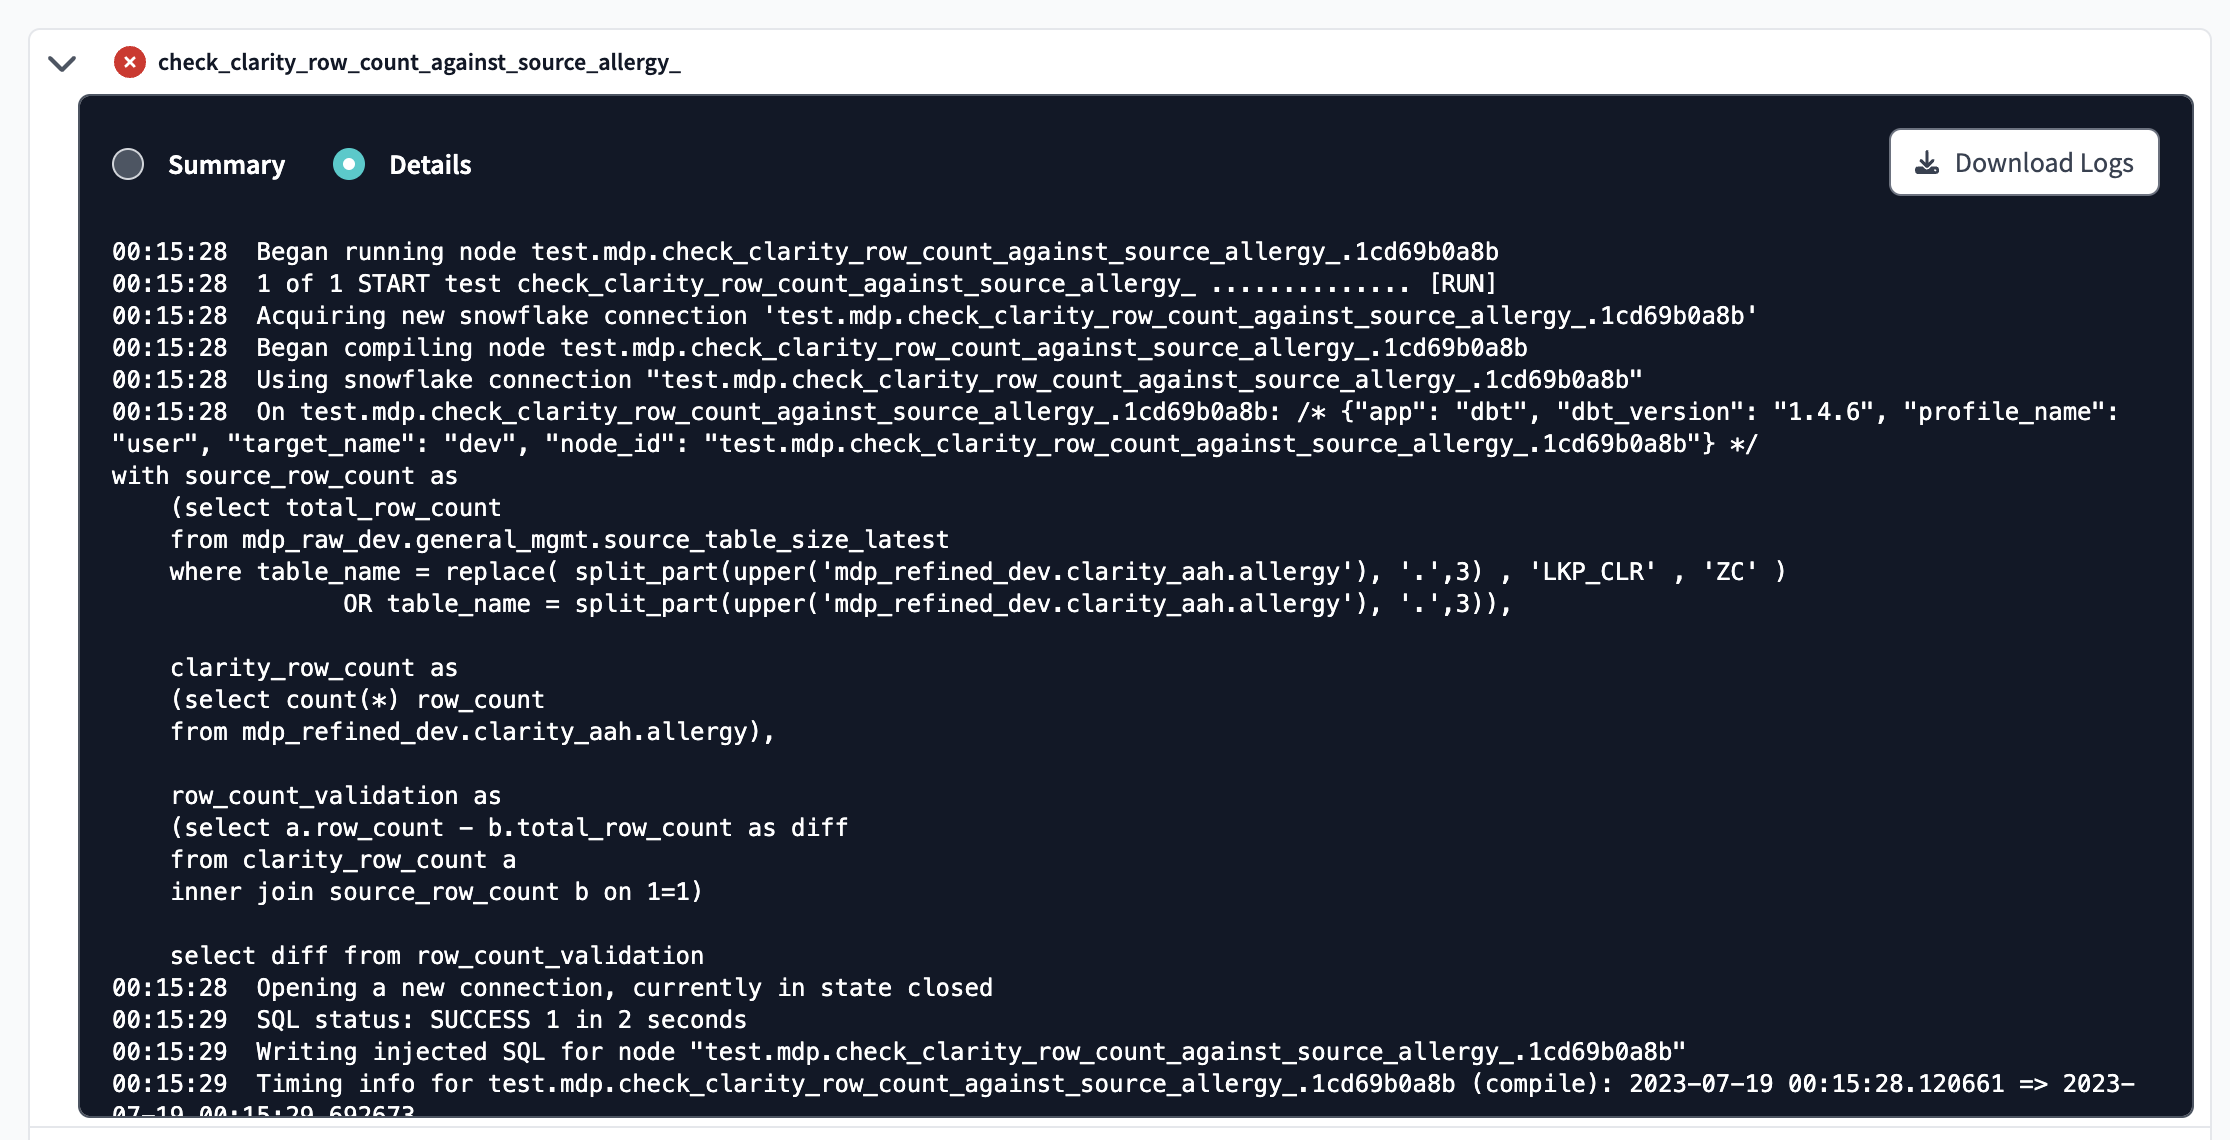 check_clarity_row_count_against_source_allergy_
Summary Details Download Logs
00:15:28  Began running node test.mdp.check_clarity_row_count_against_source_allergy_.1cd69b0a8b
00:15:28  1 of 1 START test check_clarity_row_count_against_source_allergy_ .............. [RUN]
00:15:28  Acquiring new snowflake connection 'test.mdp.check_clarity_row_count_against_source_allergy_.1cd69b0a8b'
00:15:28  Began compiling node test.mdp.check_clarity_row_count_against_source_allergy_.1cd69b0a8b
00:15:28  Using snowflake connection "test.mdp.check_clarity_row_count_against_source_allergy_.1cd69b0a8b"
00:15:28  On test.mdp.check_clarity_row_count_against_source_allergy_.1cd69b0a8b: /* {"app": "dbt", "dbt_version": "1.4.6", "profile_name":
"user", "target_name": "dev", "node_id": "test.mdp.check_clarity_row_count_against_source_allergy_.1cd69b0a8b"} */
with source_row_count as
    (select total_row_count
    from mdp_raw_dev.general_mgmt.source_table_size_latest
    where table_name = replace( split_part(upper('mdp_refined_dev.clarity_aah.allergy'), '.',3) , 'LKP_CLR' , 'ZC' )
                OR table_name = split_part(upper('mdp_refined_dev.clarity_aah.allergy'), '.',3)),
    clarity_row_count as
    (select count(*) row_count
    from mdp_refined_dev.clarity_aah.allergy),
    row_count_validation as
    (select a.row_count - b.total_row_count as diff
    from clarity_row_count a
    inner join source_row_count b on 1=1)
    select diff from row_count_validation
00:15:28  Opening a new connection, currently in state closed
00:15:29  SQL status: SUCCESS 1 in 2 seconds
00:15:29  Writing injected SQL for node "test.mdp.check_clarity_row_count_against_source_allergy_.1cd69b0a8b"
00:15:29  Timing info for test.mdp.check_clarity_row_count_against_source_allergy_.1cd69b0a8b (compile): 2023-07-19 00:15:28.120661 => 2023-
07-19 00:15:29.692673